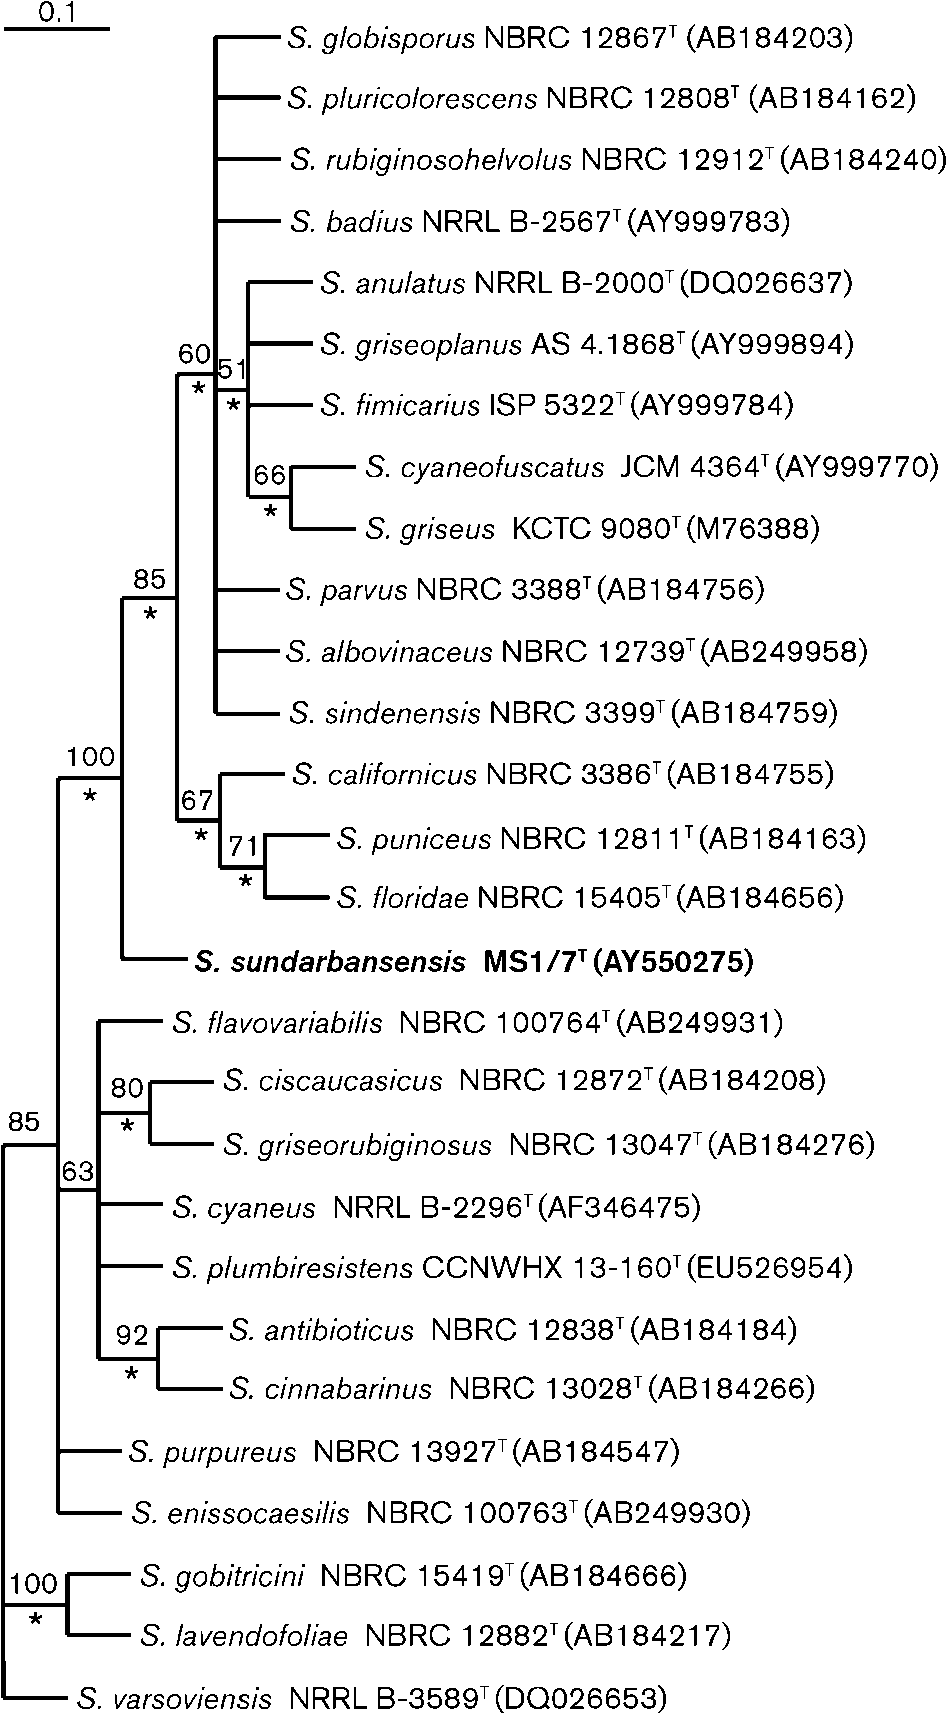 0.1
S. globisporus NBRC 12867T (AB184203)
S. pluricolorescens NBRC 12808T (AB184162)
S. rubiginosohelvolus NBRC 12912T (AB184240)
S. badius NRRL B-2567T (AY999783)
S. anulatus NRRL B-2000T (DQ026637)
S. griseoplanus AS 4.1868T (AY999894)
60
51
*
*
S. fimicarius ISP 5322T (AY999784)
66
S. cyaneofuscatus JCM 4364T (AY999770)
*
S. griseus KCTC 9080T (M76388)
85
*
S. parvus NBRC 3388T (AB184756)
S. albovinaceus NBRC 12739T (AB249958)
S. sindenensis NBRC 3399T (AB184759)
100
*
S. californicus NBRC 3386T (AB184755)
67
*
71
S. puniceus NBRC 12811T (AB184163)
*
S. floridae NBRC 15405T (AB184656)
S. sundarbansensis MS1/7T (AY550275)
S. flavovariabilis NBRC 100764T (AB249931)
80
S. ciscaucasicus NBRC 12872T (AB184208)
85
*
S. griseorubiginosus NBRC 13047T (AB184276)
63
S. cyaneus NRRL B-2296T (AF346475)
S. plumbiresistens CCNWHX 13-160T (EU526954)
92
S. antibioticus NBRC 12838T (AB184184)
*
S. cinnabarinus NBRC 13028T (AB184266)
S. purpureus NBRC 13927T (AB184547)
S. enissocaesilis NBRC 100763T (AB249930)
100
S. gobitricini NBRC 15419T (AB184666)
*
S. lavendofoliae NBRC 12882T (AB184217)
S. varsoviensis NRRL B-3589T (DQ026653)